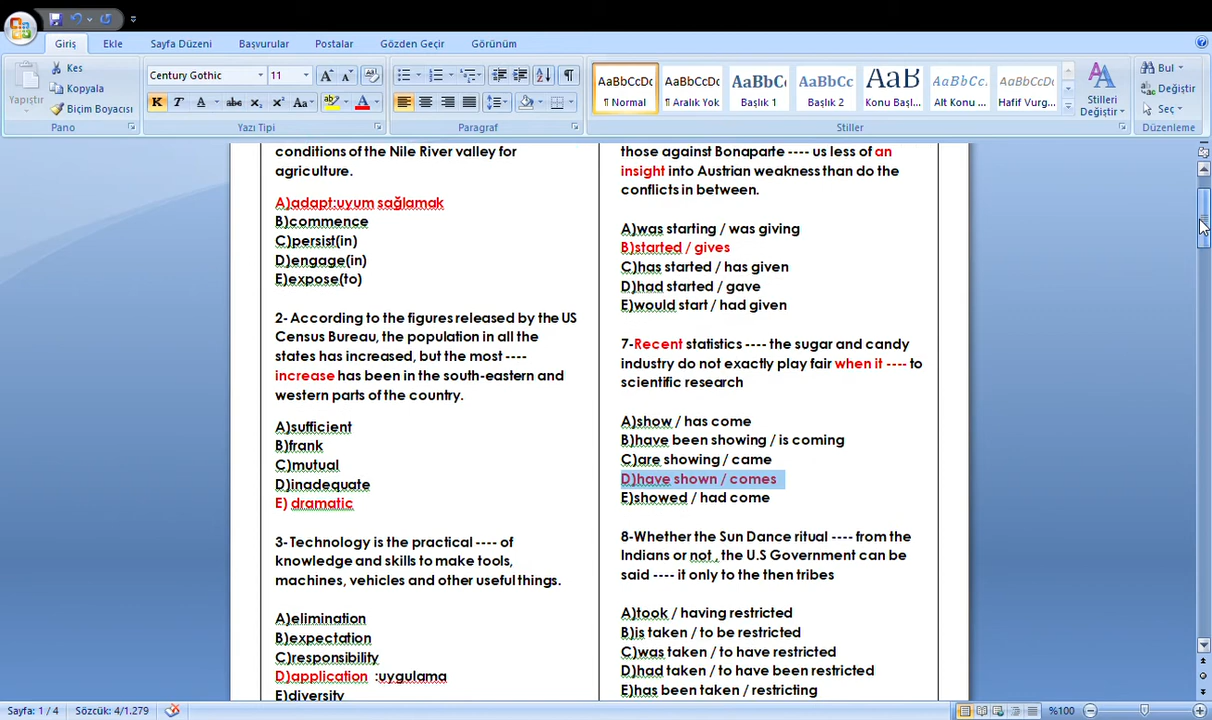 Giriş Ekle Sayfa Düzeni Başvurular Postalar Gözden Geçir Görünüm
Yapıştır
Kes
Kopyala
Biçim Boyacısı
Pano
Century Gothic 11
K T A abe x₂ x² Aa ab A
Yazı Tipi
Paragraf
AaBbCcDc AaBbCcDc AaBbCc AaBbCc AaB AaBbCc. AaBbCcDc
¶ Normal ¶ Aralık Yok Başlık 1 Başlık 2 Konu Başl... Alt Konu ... Hafif Vurg...
Stilleri
Değiştir
Stiller
Bul
Değiştir
Seç
Düzenleme
conditions of the Nile River valley for
agriculture.
A)adapt:uyum sağlamak
B)commence
C)persist(in)
D)engage(in)
E)expose(to)
2- According to the figures released by the US
Census Bureau, the population in all the
states has increased, but the most ----
increase has been in the south-eastern and
western parts of the country.
A)sufficient
B)frank
C)mutual
D)inadequate
E) dramatic
3- Technology is the practical ---- of
knowledge and skills to make tools,
machines, vehicles and other useful things.
A)elimination
B)expectation
C)responsibility
D)application :uygulama
E)diversity
those against Bonaparte ---- us less of an
insight into Austrian weakness than do the
conflicts in between.
A)was starting / was giving
B)started / gives
C)has started / has given
D)had started / gave
E)would start / had given
7-Recent statistics ---- the sugar and candy
industry do not exactly play fair when it ---- to
scientific research
A)show / has come
B)have been showing / is coming
C)are showing / came
D)have shown / comes
E)showed / had come
8-Whether the Sun Dance ritual ---- from the
Indians or not , the U.S Government can be
said ---- it only to the then tribes
A)took / having restricted
B)is taken / to be restricted
C)was taken / to have restricted
D)had taken / to have been restricted
E)has been taken / restricting
Sayfa: 1 / 4 Sözcük: 4/1.279 %100